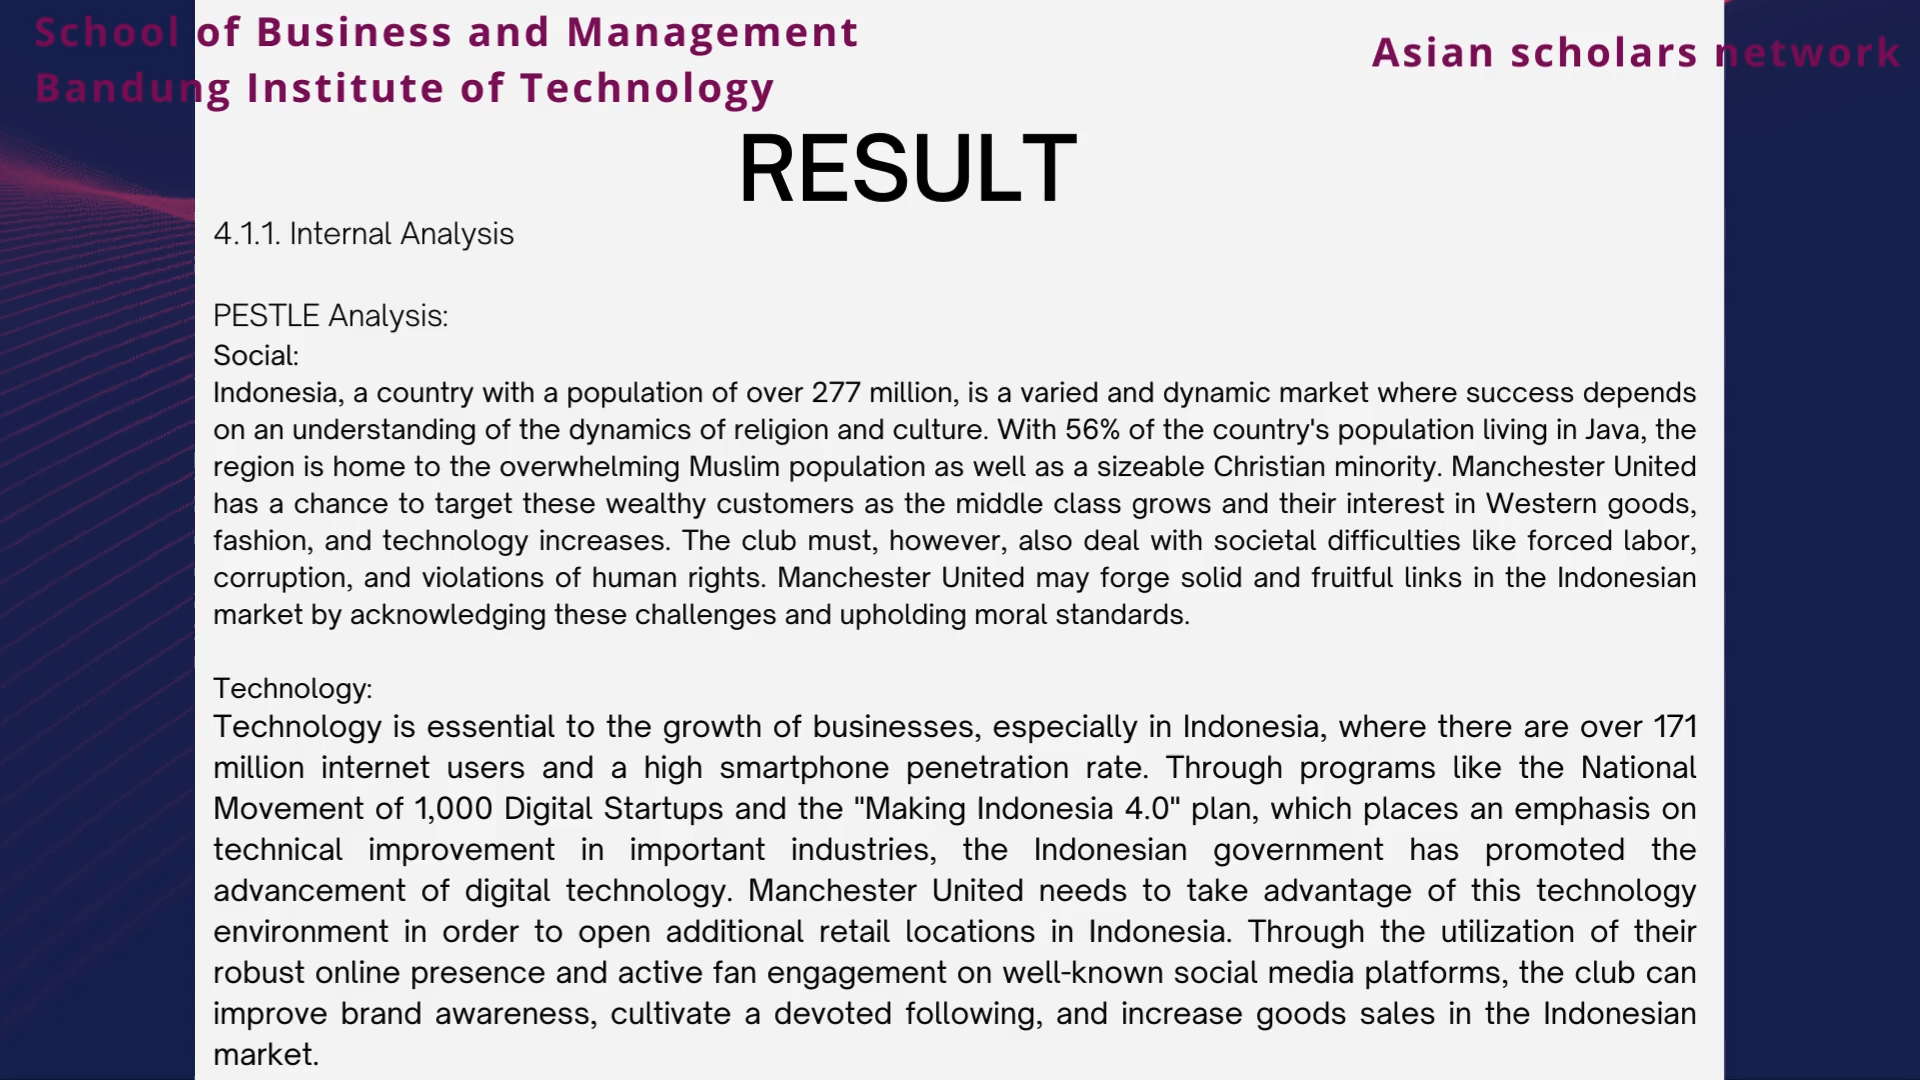 School of Business and Management
Bandung Institute of Technology
Asian scholars network
RESULT
4.1.1. Internal Analysis
PESTLE Analysis:
Social:
Indonesia, a country with a population of over 277 million, is a varied and dynamic market where success depends
on an understanding of the dynamics of religion and culture. With 56% of the country's population living in Java, the
region is home to the overwhelming Muslim population as well as a sizeable Christian minority. Manchester United
has a chance to target these wealthy customers as the middle class grows and their interest in Western goods,
fashion, and technology increases. The club must, however, also deal with societal difficulties like forced labor,
corruption, and violations of human rights. Manchester United may forge solid and fruitful links in the Indonesian
market by acknowledging these challenges and upholding moral standards.
Technology:
Technology is essential to the growth of businesses, especially in Indonesia, where there are over 171
million internet users and a high smartphone penetration rate. Through programs like the National
Movement of 1,000 Digital Startups and the "Making Indonesia 4.0" plan, which places an emphasis on
technical improvement in important industries, the Indonesian government has promoted the
advancement of digital technology. Manchester United needs to take advantage of this technology
environment in order to open additional retail locations in Indonesia. Through the utilization of their
robust online presence and active fan engagement on well-known social media platforms, the club can
improve brand awareness, cultivate a devoted following, and increase goods sales in the Indonesian
market.